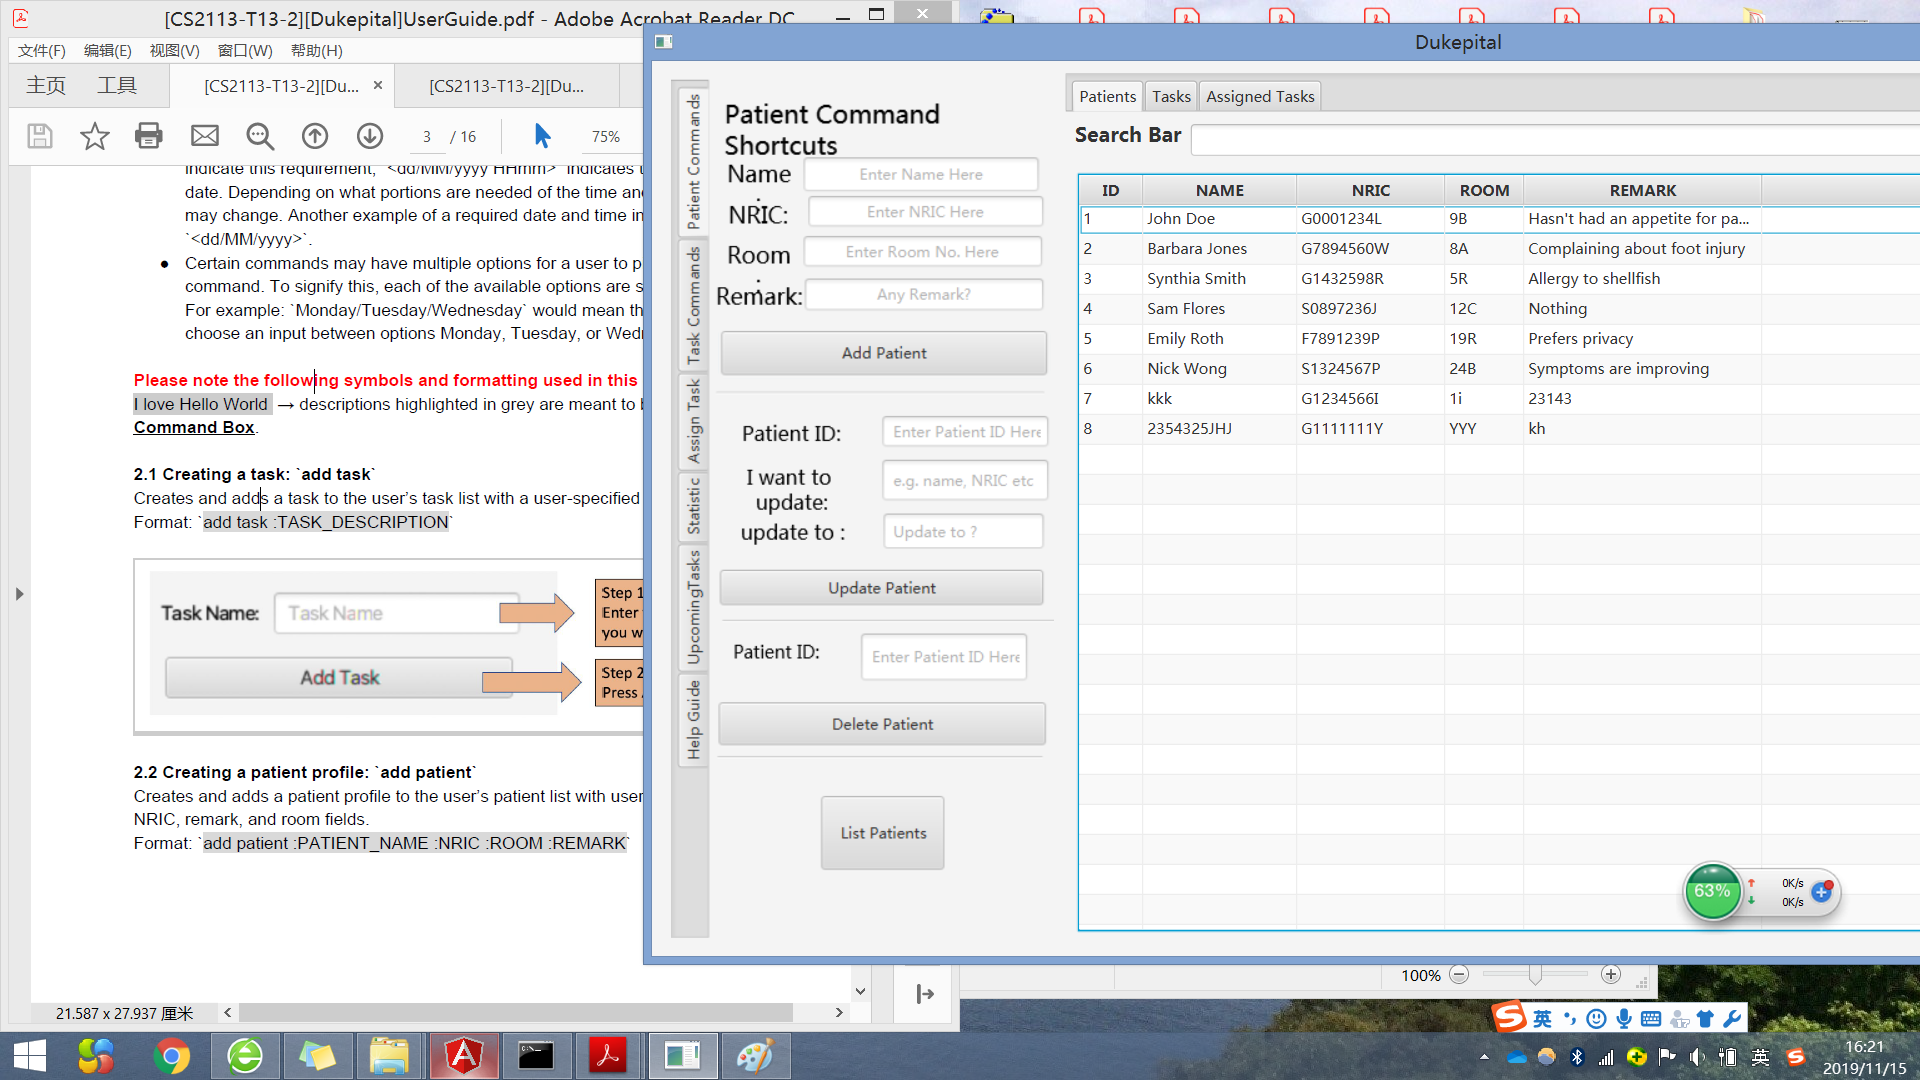 [CS2113-T13-2][Dukepital]UserGuide.pdf - Adobe Acrobat Reader DC
文件(F) 编辑(E) 视图(V) 窗口(W) 帮助(H)
主页 工具 [CS2113-T13-2][Du... × [CS2113-T13-2][Du...
3 / 16 75%
indicate this requirement, `<dd/MM/yyyy HHmm>` indicates t
date. Depending on what portions are needed of the time an
may change. Another example of a required date and time in
`<dd/MM/yyyy>`.
● Certain commands may have multiple options for a user to p
command. To signify this, each of the available options are s
For example: `Monday/Tuesday/Wednesday` would mean th
choose an input between options Monday, Tuesday, or Wed
Please note the following symbols and formatting used in this
I love Hello World → descriptions highlighted in grey are meant to
Command Box.
2.1 Creating a task: `add task`
Creates and adds a task to the user's task list with a user-specified
Format: `add task :TASK_DESCRIPTION`
Task Name: Task Name
Add Task
Step 1
Enter
you w
Step 2
Press
2.2 Creating a patient profile: `add patient`
Creates and adds a patient profile to the user's patient list with user
NRIC, remark, and room fields.
Format: `add patient :PATIENT_NAME :NRIC :ROOM :REMARK`
21.587 x 27.937 厘米
Dukepital
Patient Commands
Task Commands
Assign Task
Statistic
UpcomingTasks
Help Guide
Patient Command
Shortcuts
Name : Enter Name Here
NRIC: Enter NRIC Here
Room : Enter Room No. Here
Remark: Any Remark?
Add Patient
Patient ID: Enter Patient ID Here
I want to
update: e.g. name, NRIC etc
update to : Update to ?
Update Patient
Patient ID: Enter Patient ID Here
Delete Patient
List Patients
Patients Tasks Assigned Tasks
Search Bar
ID NAME NRIC ROOM REMARK
1 John Doe G0001234L 9B Hasn't had an appetite for pa...
2 Barbara Jones G7894560W 8A Complaining about foot injury
3 Synthia Smith G1432598R 5R Allergy to shellfish
4 Sam Flores S0897236J 12C Nothing
5 Emily Roth F7891239P 19R Prefers privacy
6 Nick Wong S1324567P 24B Symptoms are improving
7 kkk G1234566I 1i 23143
8 2354325JHJ G1111111Y YYY kh
63% 0K/s
0K/s
100%
英
英
16:21
2019/11/15